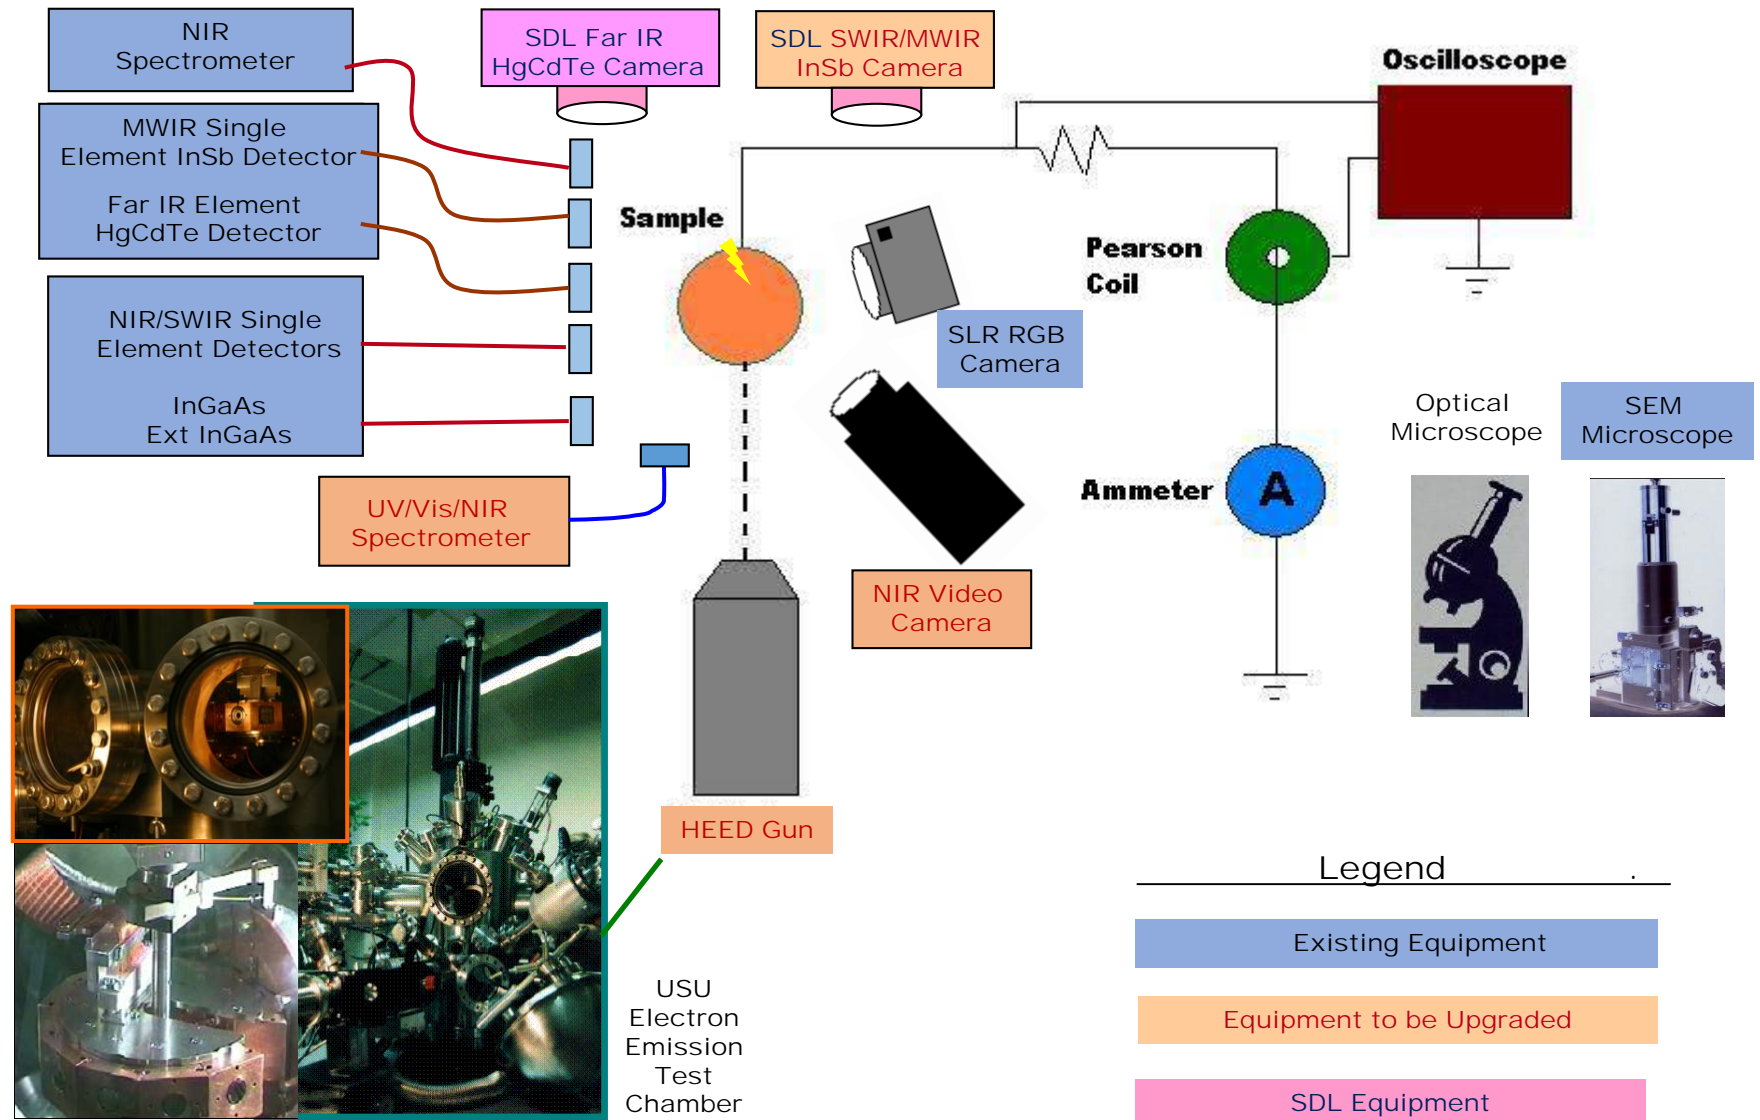 NIR
Spectrometer
SDL Far IR
HgCdTe Camera
SDL SWIR/MWIR
InSb Camera
Oscilloscope
MWIR Single
Element InSb Detector
Far IR Element
HgCdTe Detector
Sample
Pearson
Coil
NIR/SWIR Single
Element Detectors
InGaAs
Ext InGaAs
SLR RGB
Camera
Optical
Microscope
SEM
Microscope
Ammeter
A
UV/Vis/NIR
Spectrometer
NIR Video
Camera
HEED Gun
USU
Electron
Emission
Test
Chamber
Legend .
Existing Equipment
Equipment to be Upgraded
SDL Equipment